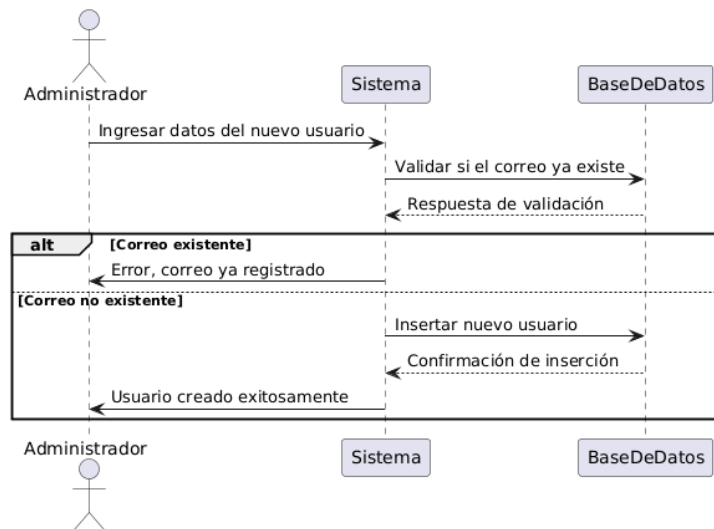 Administrador
Sistema
BaseDeDatos
Ingresar datos del nuevo usuario
Validar si el correo ya existe
Respuesta de validación
alt
[Correo existente]
Error, correo ya registrado
[Correo no existente]
Insertar nuevo usuario
Confirmación de inserción
Usuario creado exitosamente
Administrador
Sistema
BaseDeDatos